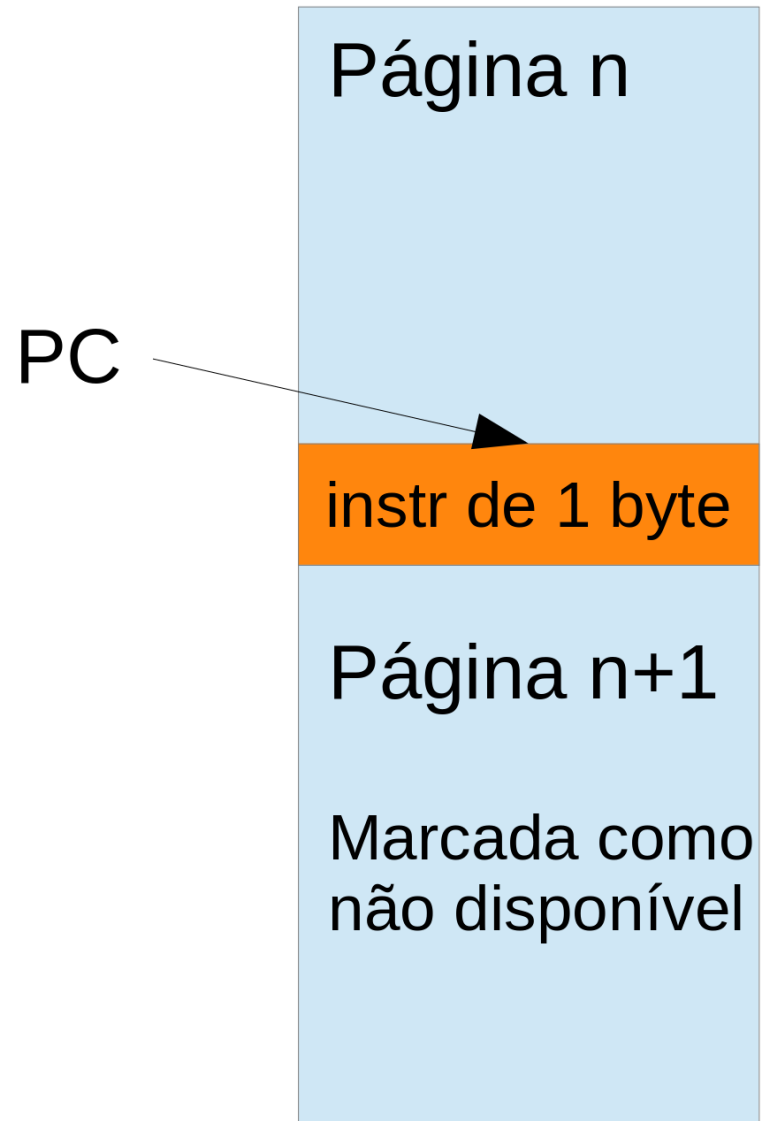 Página n
PC
instr de 1 byte
Página n+1
Marcada como
não disponível